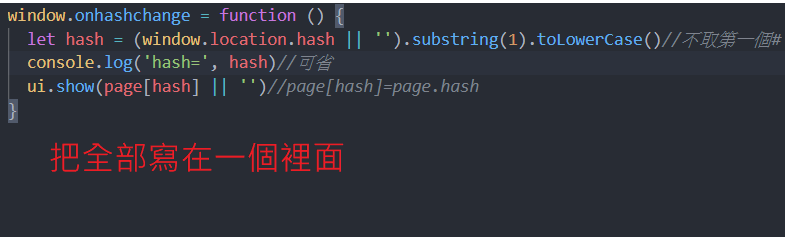 window.onhashchange = function () {
let hash = (window.location.hash || '').substring(1).toLowerCase()//不取第一個#
console.log('hash=', hash)//可省
ui.show(page[hash] || '')//page[hash]=page.hash
}
把全部寫在一個裡面